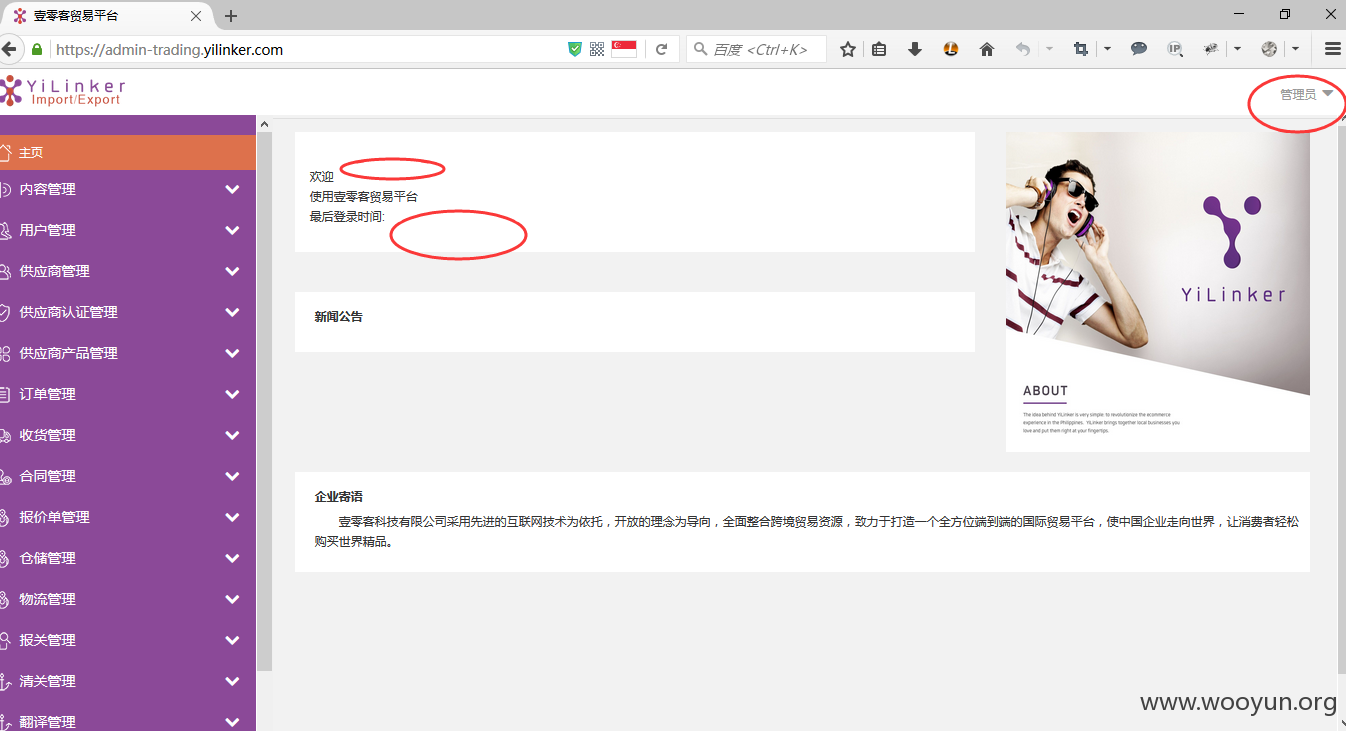 壹零客贸易平台
https://admin-trading.yilinker.com
百度 <Ctrl+K>
IP
YiLinker
Import/Export
管理员
主页
内容管理
用户管理
供应商管理
供应商认证管理
供应商产品管理
订单管理
收货管理
合同管理
报价单管理
仓储管理
物流管理
报关管理
清关管理
翻译管理
欢迎
使用壹零客贸易平台
最后登录时间:
新闻公告
YiLinker
ABOUT
The idea behind YiLinker is very simple: to revolutionize the ecommerce
experience in the Philippines. YiLinker brings together local businesses you
love and put them right at your fingertips.
企业寄语
壹零客科技有限公司采用先进的互联网技术为依托，开放的理念为导向，全面整合跨境贸易资源，致力于打造一个全方位端到端的国际贸易平台，使中国企业走向世界，让消费者轻松
购买世界精品。
www.wooyun.org